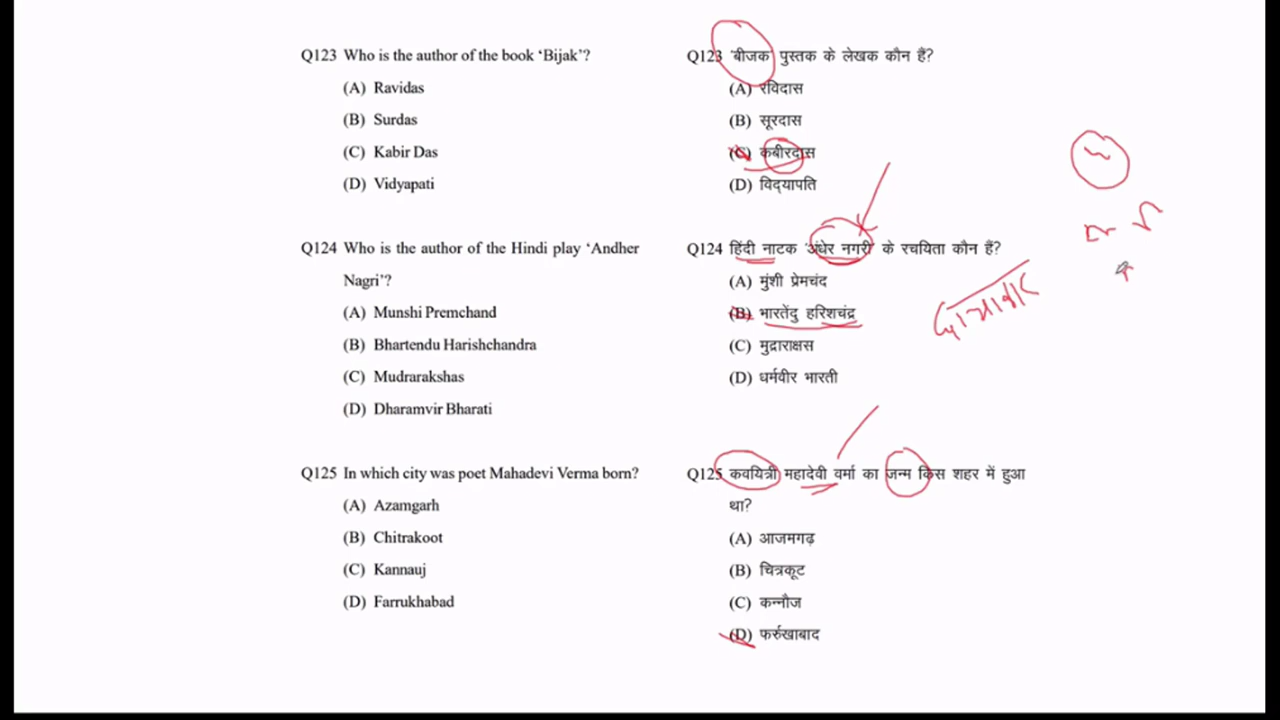 Q123 Who is the author of the book ‘Bijak’?
(A) Ravidas
(B) Surdas
(C) Kabir Das
(D) Vidyapati
Q124 Who is the author of the Hindi play ‘Andher
Nagri’?
(A) Munshi Premchand
(B) Bhartendu Harishchandra
(C) Mudrarakshas
(D) Dharamvir Bharati
Q125 In which city was poet Mahadevi Verma born?
(A) Azamgarh
(B) Chitrakoot
(C) Kannauj
(D) Farrukhabad
Q123 'बीजक' पुस्तक के लेखक कौन हैं?
(A) रविदास
(B) सूरदास
(C) कबीरदास
(D) विद्यापति
Q124 हिंदी नाटक 'अंधेर नगरी' के रचयिता कौन हैं?
(A) मुंशी प्रेमचंद
(B) भारतेंदु हरिशचंद्र
(C) मुद्राराक्षस
(D) धर्मवीर भारती
Q125 कवयित्री महादेवी वर्मा का जन्म किस शहर में हुआ
था?
(A) आजमगढ़
(B) चित्रकूट
(C) कन्नौज
(D) फर्रुखाबाद